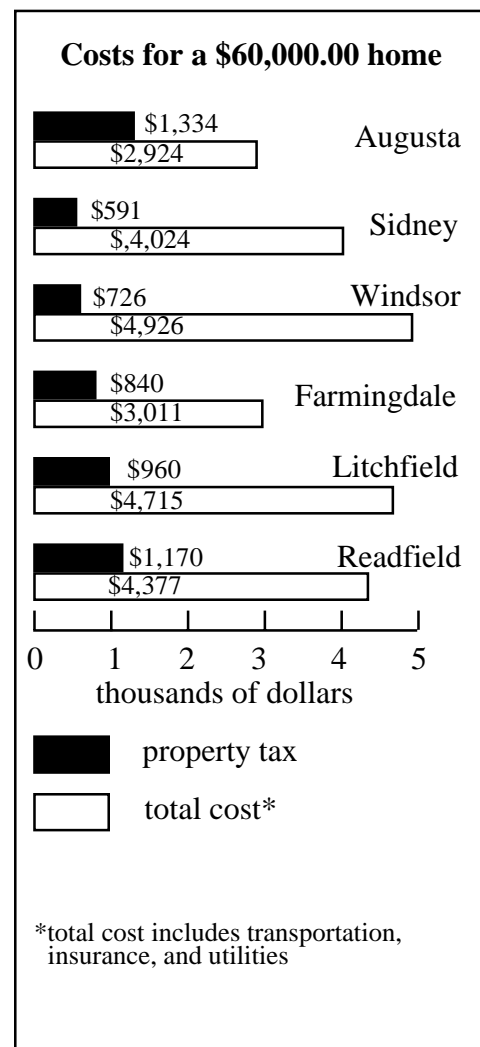 Costs for a $60,000.00 home
$1,334
Augusta
$2,924
$591
Sidney
$,4,024
$726
Windsor
$4,926
$840
Farmingdale
$3,011
$960
Litchfield
$4,715
$1,170
Readfield
$4,377
0 1 2 3 4 5
thousands of dollars
property tax
total cost*
*total cost includes transportation,
insurance, and utilities